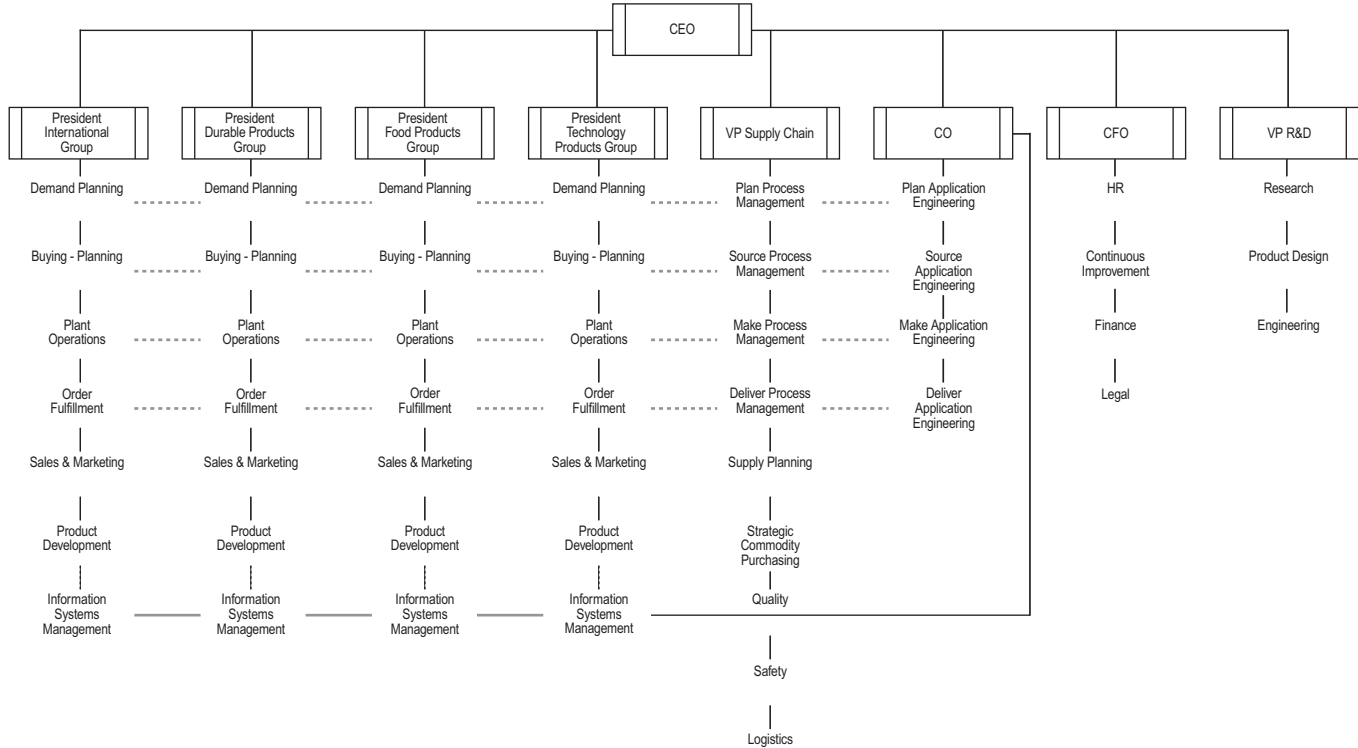 CEO
President
International
Group
President
Durable Products
Group
President
Food Products
Group
President
Technology
Products Group
VP Supply Chain
CO
CFO
VP R&D
Demand Planning
Demand Planning
Demand Planning
Demand Planning
Plan Process
Management
Plan Application
Engineering
HR
Research
Buying - Planning
Buying - Planning
Buying - Planning
Buying - Planning
Source Process
Management
Source
Application
Engineering
Continuous
Improvement
Product Design
Plant
Operations
Plant
Operations
Plant
Operations
Plant
Operations
Make Process
Management
Make Application
Engineering
Finance
Engineering
Order
Fulfillment
Order
Fulfillment
Order
Fulfillment
Order
Fulfillment
Deliver Process
Management
Deliver
Application
Engineering
Legal
Sales & Marketing
Sales & Marketing
Sales & Marketing
Sales & Marketing
Supply Planning
Product
Development
Product
Development
Product
Development
Product
Development
Strategic
Commodity
Purchasing
Information
Systems
Management
Information
Systems
Management
Information
Systems
Management
Information
Systems
Management
Quality
Safety
Logistics